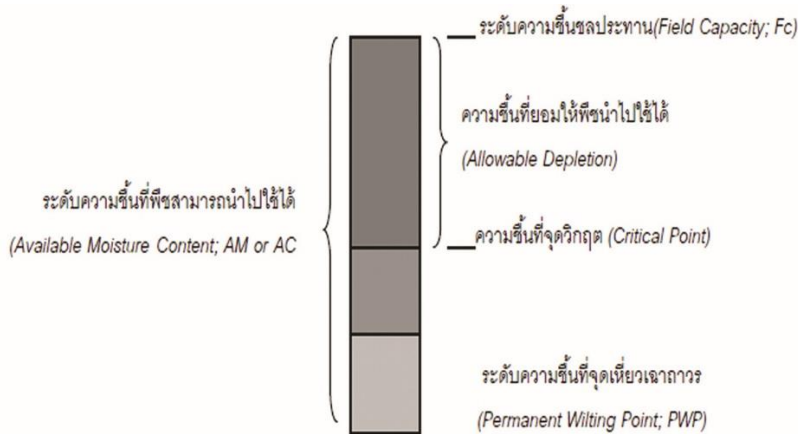 ระดับความชื้นชลประทาน(Field Capacity; Fc)
ความชื้นที่ยอมให้พืชนำไปใช้ได้
(Allowable Depletion)
ระดับความชื้นที่พืชสามารถนำไปใช้ได้
(Available Moisture Content; AM or AC
ความชื้นที่จุดวิกฤต (Critical Point)
ระดับความชื้นที่จุดเหี่ยวเฉาถาวร
(Permanent Wilting Point; PWP)